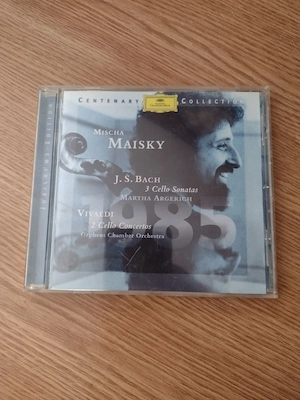 CENTENARY COLLECTION
MISCHA
MAISKY
J. S. BACH
3 Cello Sonatas
MARTHA ARGERICH
VIVALDI
2 Cello Concertos
Orpheus Chamber Orchestra
1985